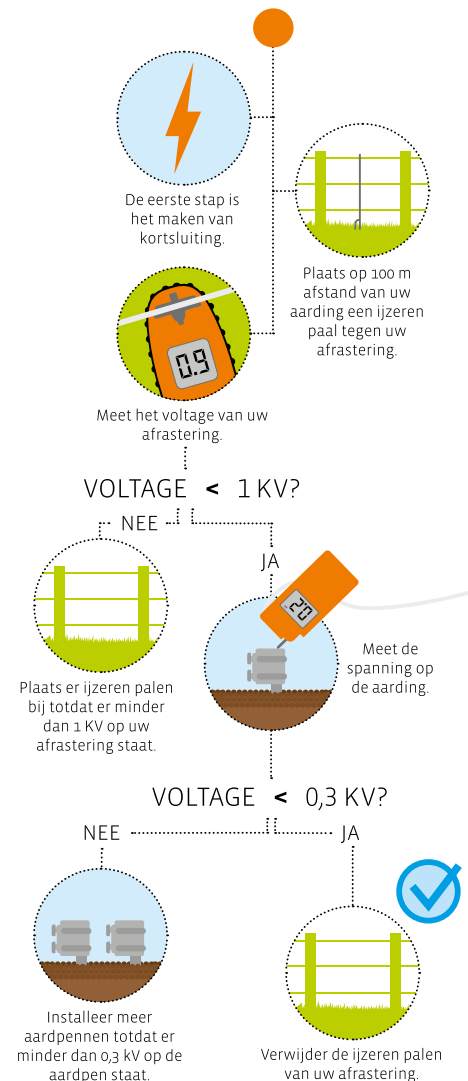 De eerste stap is
het maken van
kortsluiting.
Plaats op 100 m
afstand van uw
aarding een ijzeren
paal tegen uw
afrastering.
0.9
Meet het voltage van uw
afrastering.
VOLTAGE < 1 KV?
NEE
JA
Plaats er ijzeren palen
bij totdat er minder
dan 1 KV op uw
afrastering staat.
Meet de
spanning op
de aarding.
VOLTAGE < 0,3 KV?
NEE
JA
Installeer meer
aardpennen totdat er
minder dan 0,3 kV op de
aardpen staat.
Verwijder de ijzeren palen
van uw afrastering.